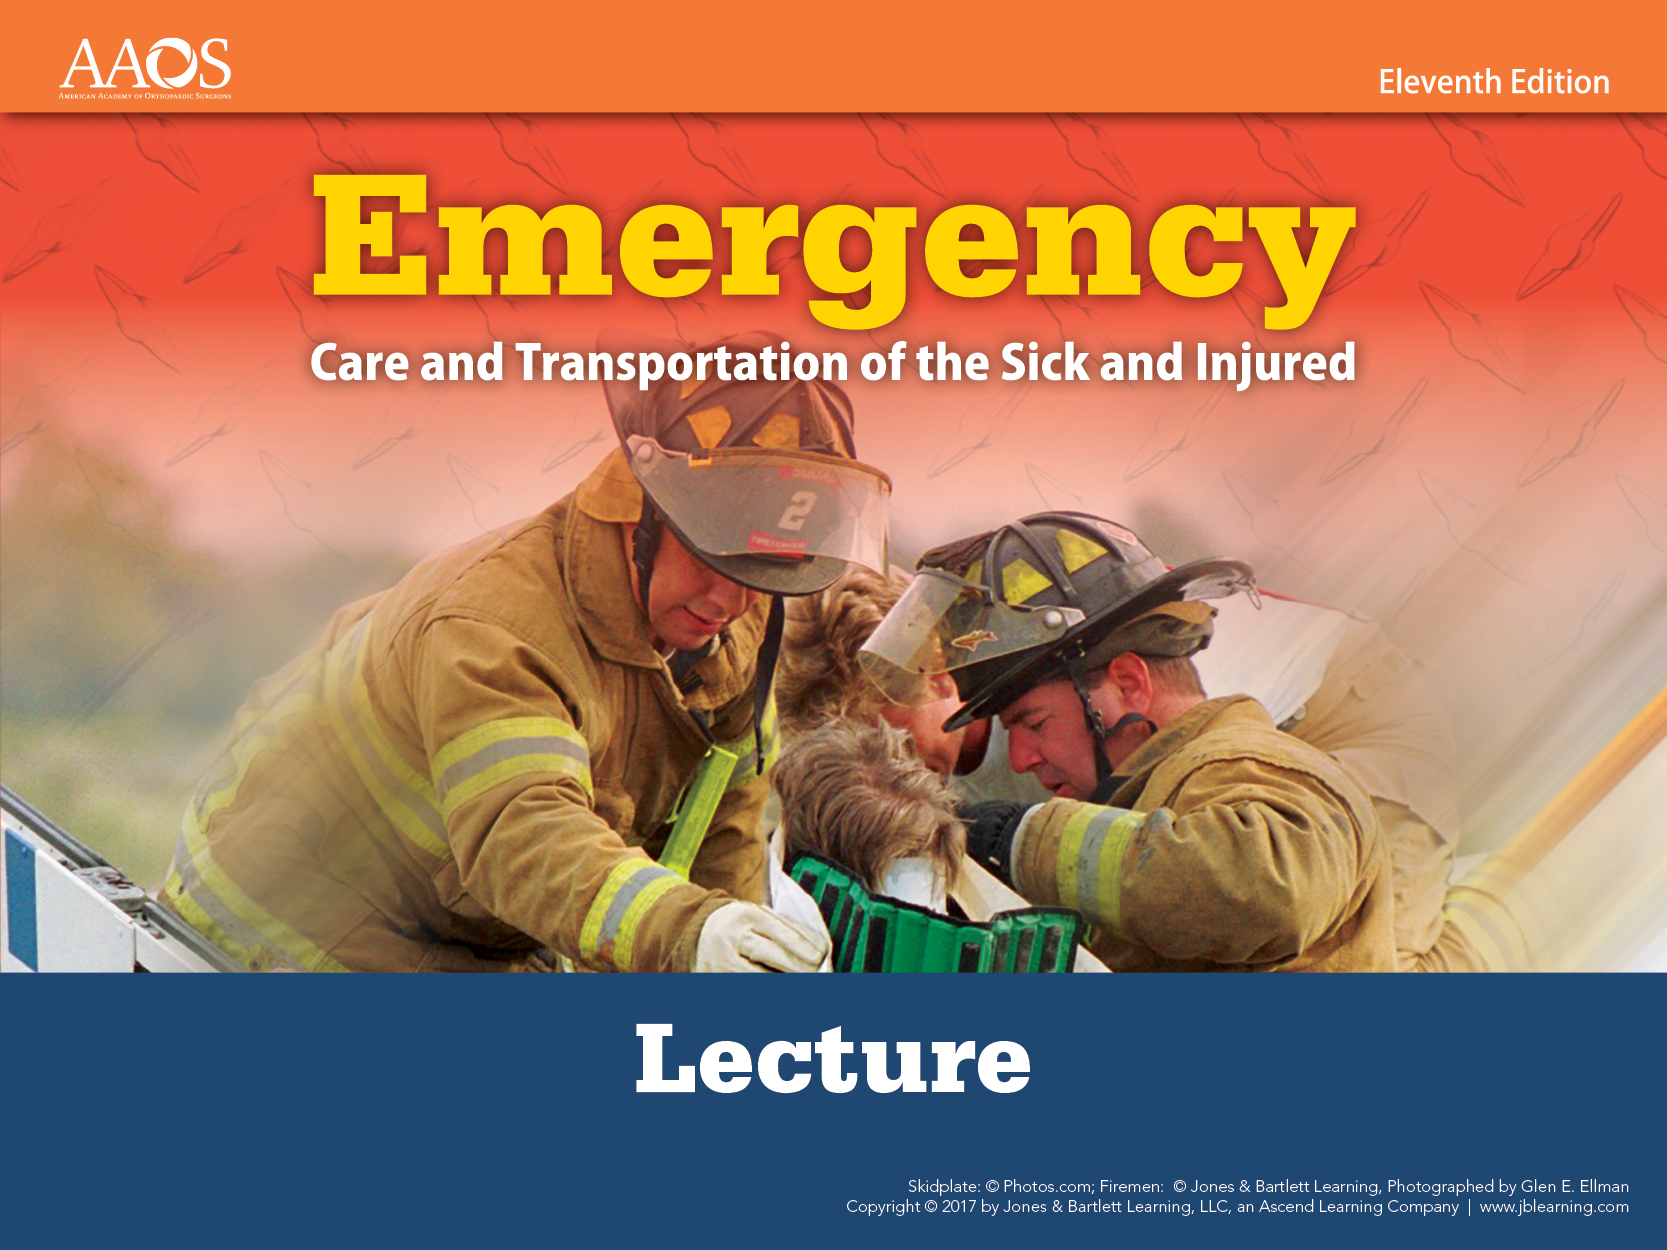 AAOS
AMERICAN ACADEMY OF ORTHOPAEDIC SURGEONS
Eleventh Edition
Emergency
Care and Transportation of the Sick and Injured
2
FIREFIGHTER
Lecture
Skidplate: © Photos.com; Firemen: © Jones & Bartlett Learning, Photographed by Glen E. Ellman
Copyright © 2017 by Jones & Bartlett Learning, LLC, an Ascend Learning Company | www.jblearning.com